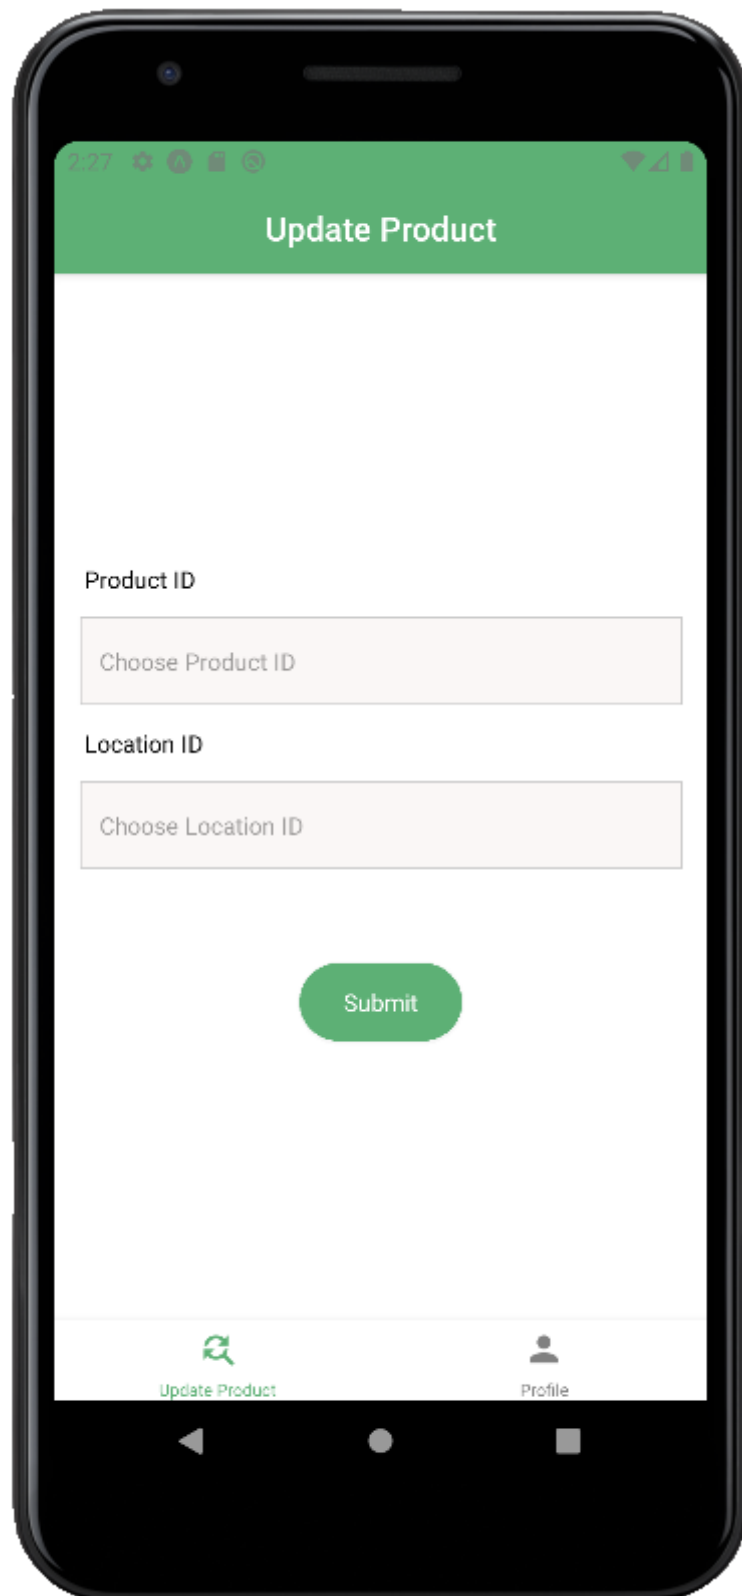 2:27
Update Product
Product ID
Choose Product ID
Location ID
Choose Location ID
Submit
Update Product
Profile